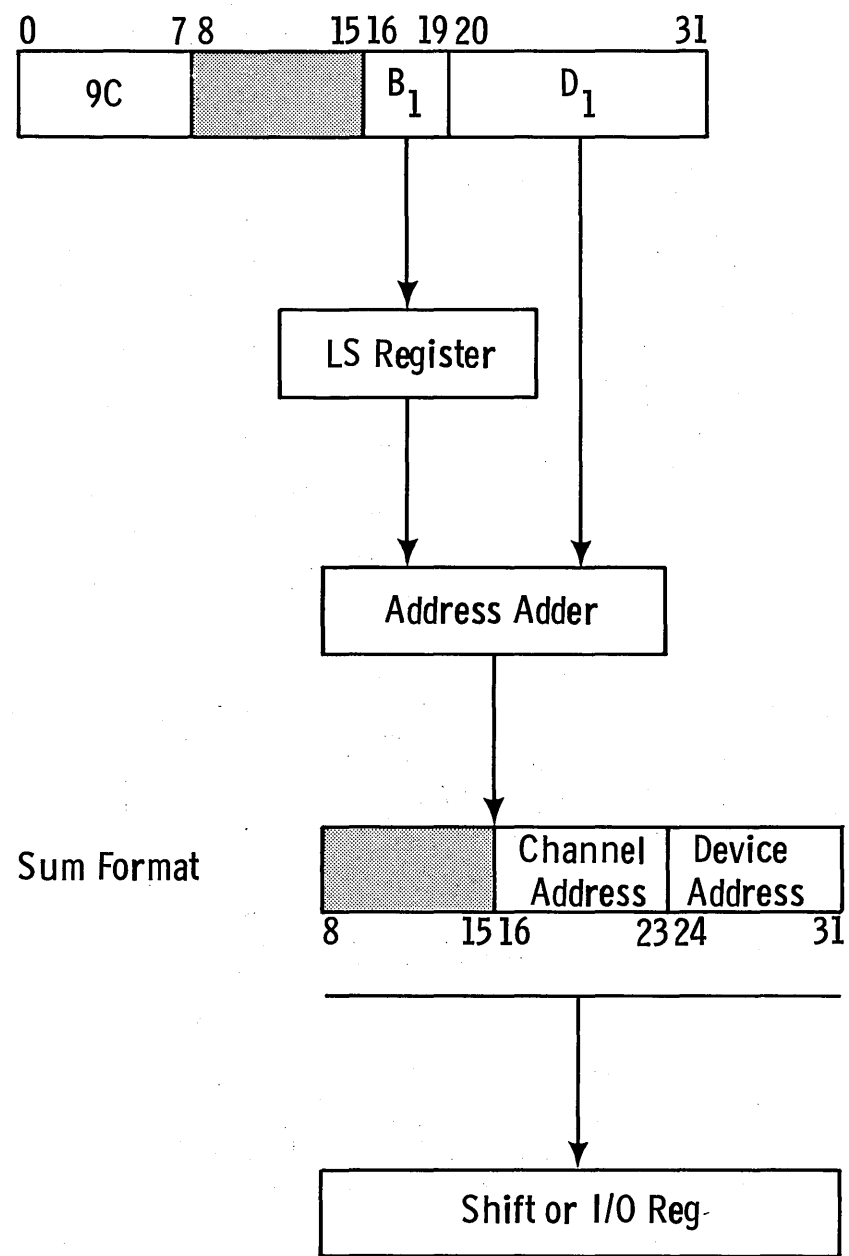 0 7 8 15 16 19 20 31
9C B1 D1
LS Register
Address Adder
Sum Format
Channel Address
Device Address
8 15 16 23 24 31
Shift or I/O Reg